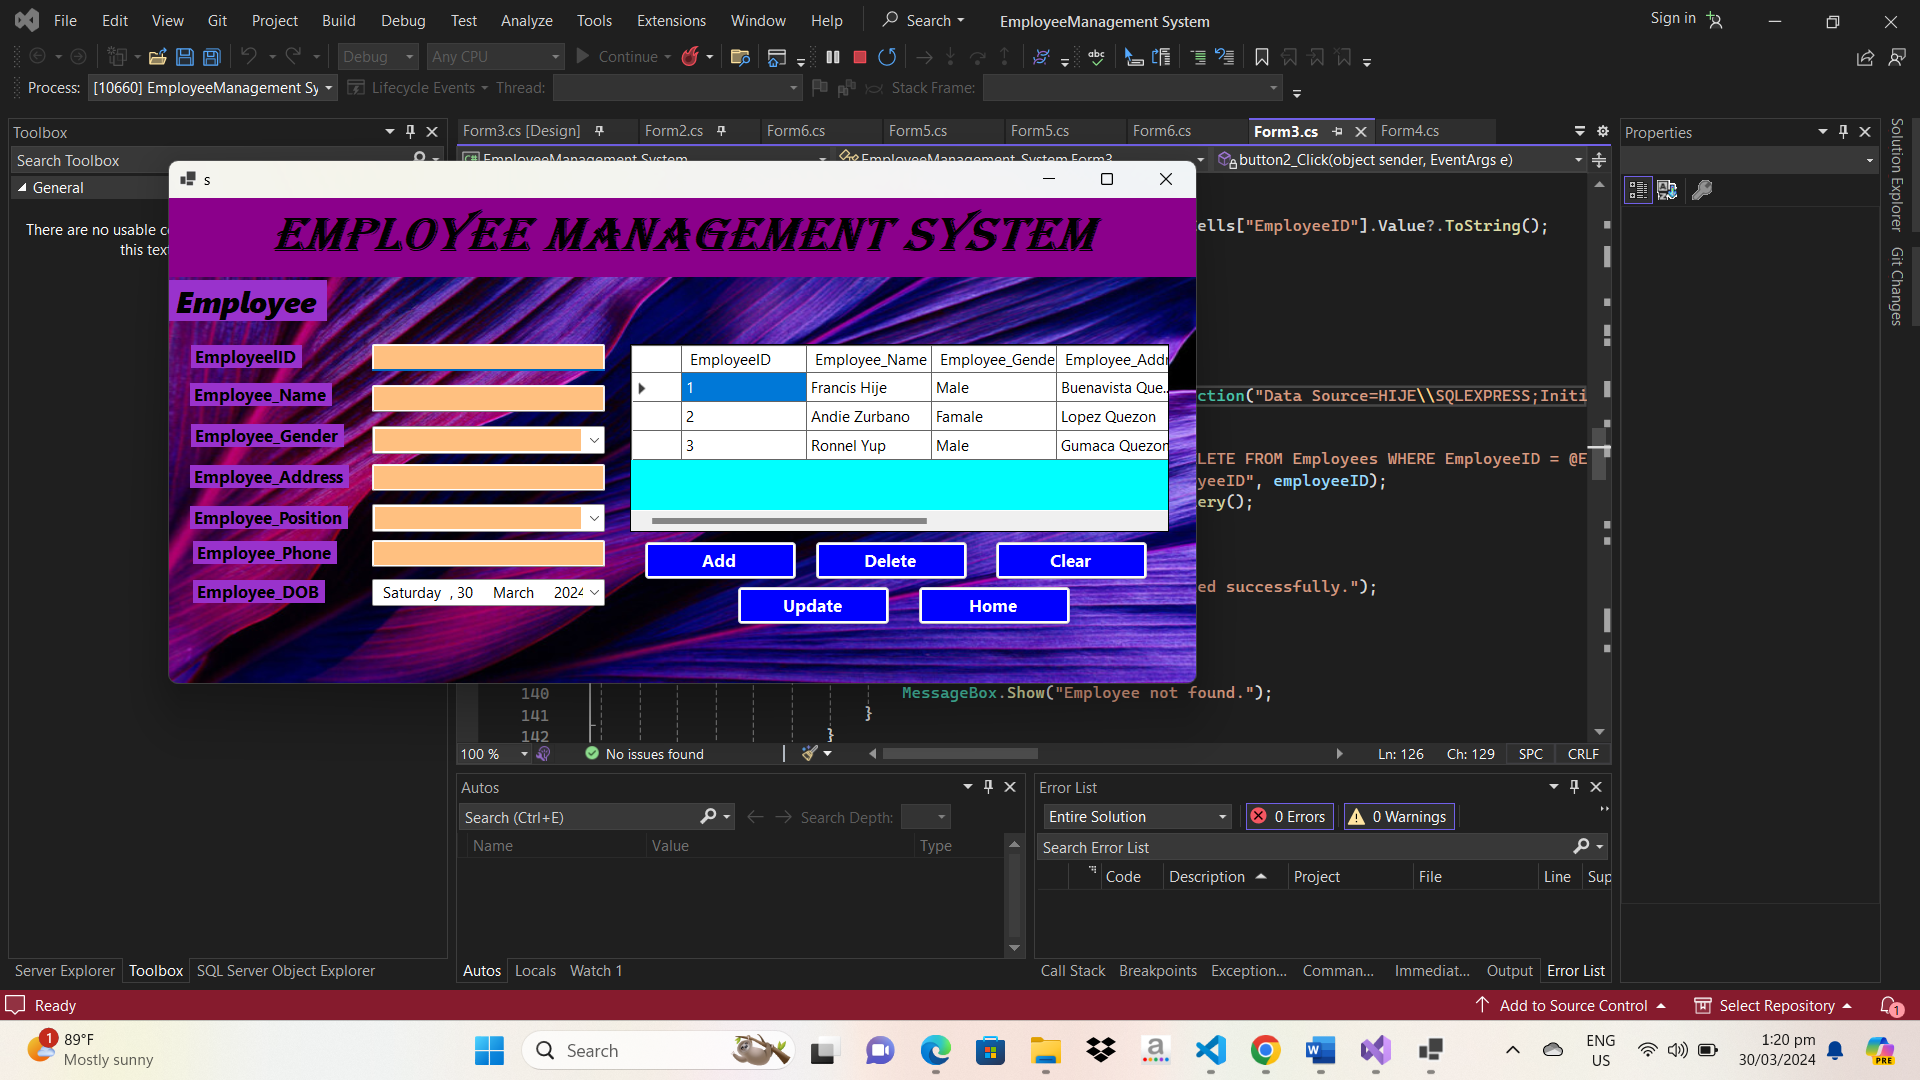 File Edit View Git Project Build Debug Test Analyze Tools Extensions Window Help Search EmployeeManagement System Sign in
Debug Any CPU Continue
Process: [10660] EmployeeManagement Sy Lifecycle Events Thread: Stack Frame:
Toolbox
Search Toolbox
General
Form3.cs [Design] Form2.cs Form6.cs Form5.cs Form5.cs Form6.cs Form3.cs Form4.cs
EmployeeManagement System EmployeeManagement System.Form3 button2_Click(object sender, EventArgs e)
Properties
Solution Explorer
Git Changes
There are no usable c
this tex
s
EMPLOYEE MANAGEMENT SYSTEM
Employee
EmployeeIID
Employee_Name
Employee_Gender
Employee_Address
Employee_Position
Employee_Phone
Employee_DOB Saturday , 30 March 2024
EmployeeID Employee_Name Employee_Gende Employee_Addr
1 Francis Hije Male Buenavista Que..
2 Andie Zurbano Famale Lopez Quezon
3 Ronnel Yup Male Gumaca Quezon
Add Delete Clear
Update Home
ells["EmployeeID"].Value?.ToString();
ction("Data Source=HIJE\\SQLEXPRESS;Initi
LETE FROM Employees WHERE EmployeeID = @E
yeeID", employeeID);
ery();
ed successfully.");
140 MessageBox.Show("Employee not found.");
141 }
142 }
100 % No issues found Ln: 126 Ch: 129 SPC CRLF
Autos
Search (Ctrl+E) Search Depth:
Name Value Type
Error List
Entire Solution 0 Errors 0 Warnings
Search Error List
Code Description Project File Line Sup
Server Explorer Toolbox SQL Server Object Explorer
Autos Locals Watch 1
Call Stack Breakpoints Exception... Comman... Immediat... Output Error List
Ready Add to Source Control Select Repository 1
1 89°F
Mostly sunny
Search
a
PRE
ENG
US
1:20 pm
30/03/2024